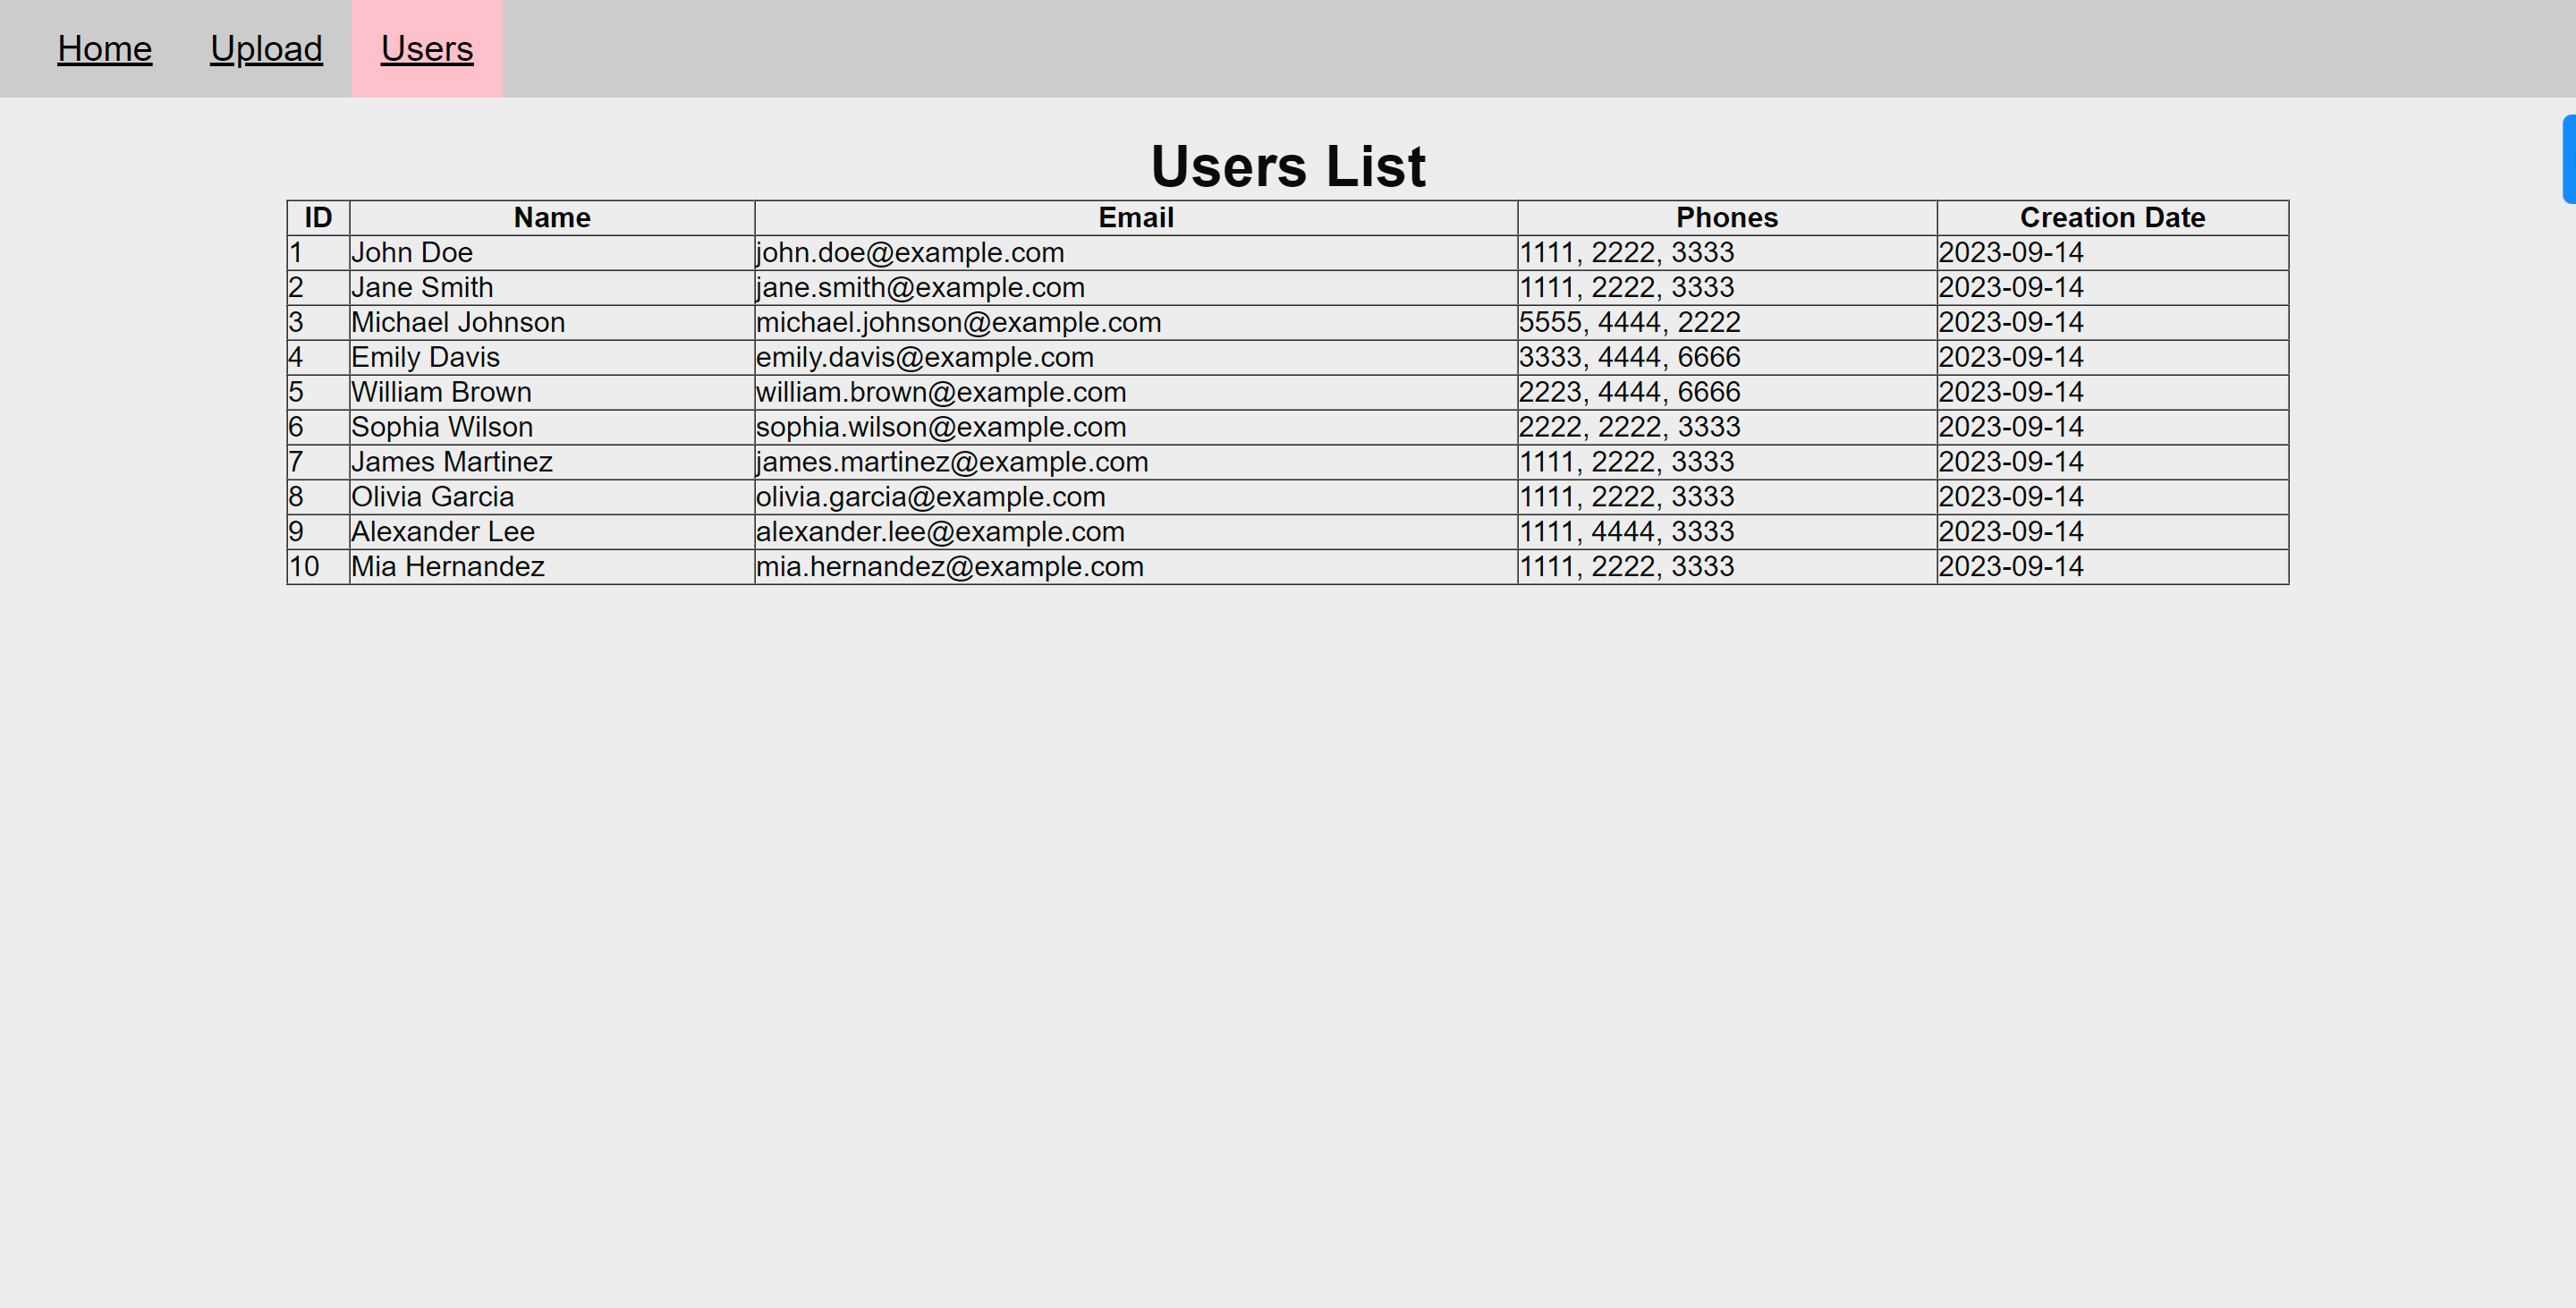 Home Upload Users
Users List
ID Name Email Phones Creation Date
1 John Doe john.doe@example.com 1111, 2222, 3333 2023-09-14
2 Jane Smith jane.smith@example.com 1111, 2222, 3333 2023-09-14
3 Michael Johnson michael.johnson@example.com 5555, 4444, 2222 2023-09-14
4 Emily Davis emily.davis@example.com 3333, 4444, 6666 2023-09-14
5 William Brown william.brown@example.com 2223, 4444, 6666 2023-09-14
6 Sophia Wilson sophia.wilson@example.com 2222, 2222, 3333 2023-09-14
7 James Martinez james.martinez@example.com 1111, 2222, 3333 2023-09-14
8 Olivia Garcia olivia.garcia@example.com 1111, 2222, 3333 2023-09-14
9 Alexander Lee alexander.lee@example.com 1111, 4444, 3333 2023-09-14
10 Mia Hernandez mia.hernandez@example.com 1111, 2222, 3333 2023-09-14